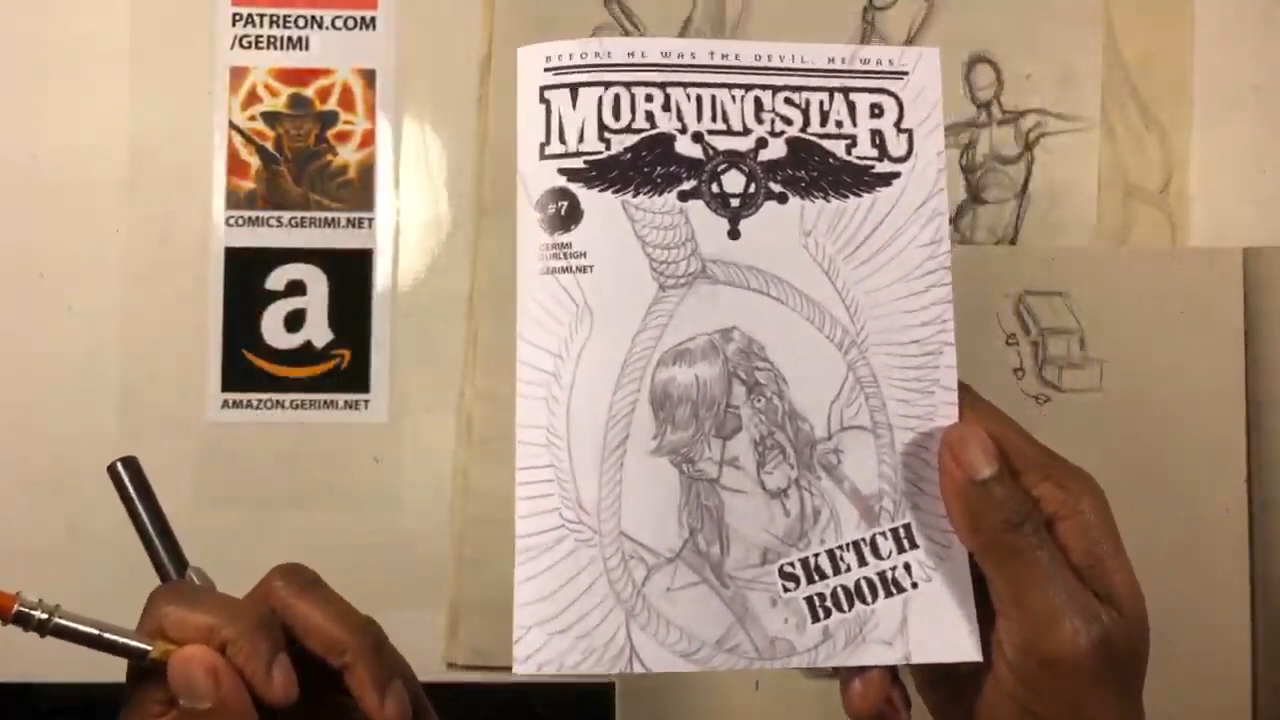 PATREON.COM
/GERIMI
COMICS.GERIMI.NET
a
AMAZON.GERIMI.NET
BEFORE HE WAS THE DEVIL, HE WAS...
MORNINGSTAR
#7
GERIMI
BURLEIGH
GERIMI.NET
SKETCH
BOOK!